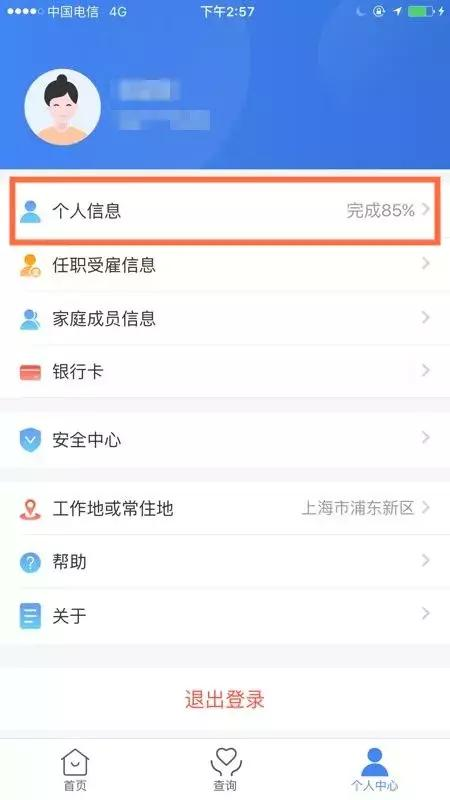 中国电信 4G 下午2:57
个人信息 完成85%
任职受雇信息
家庭成员信息
银行卡
安全中心
工作地或常住地 上海市浦东新区
帮助
关于
退出登录
首页 查询 个人中心